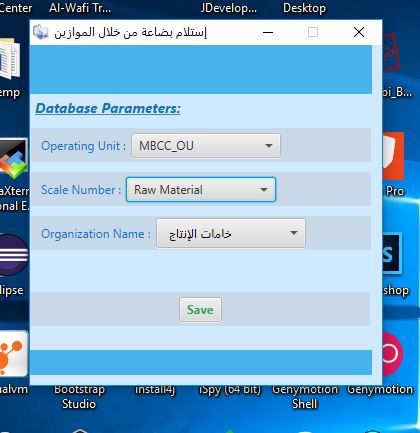 Center
Al-Wafi Tr...
JDeveloper...
Desktop
إستلام بضاعة من خلال الموازين
Database Parameters:
Operating Unit :
MBCC_OU
Scale Number :
Raw Material
Organization Name :
خامات الإنتاج
Save
emp
bi_B...
aXterm
onal E...
Pro
lipse
shop
ualvm
Bootstrap
Studio
install4j
iSpy (64 bit)
Genymotion
Shell
Genymotion